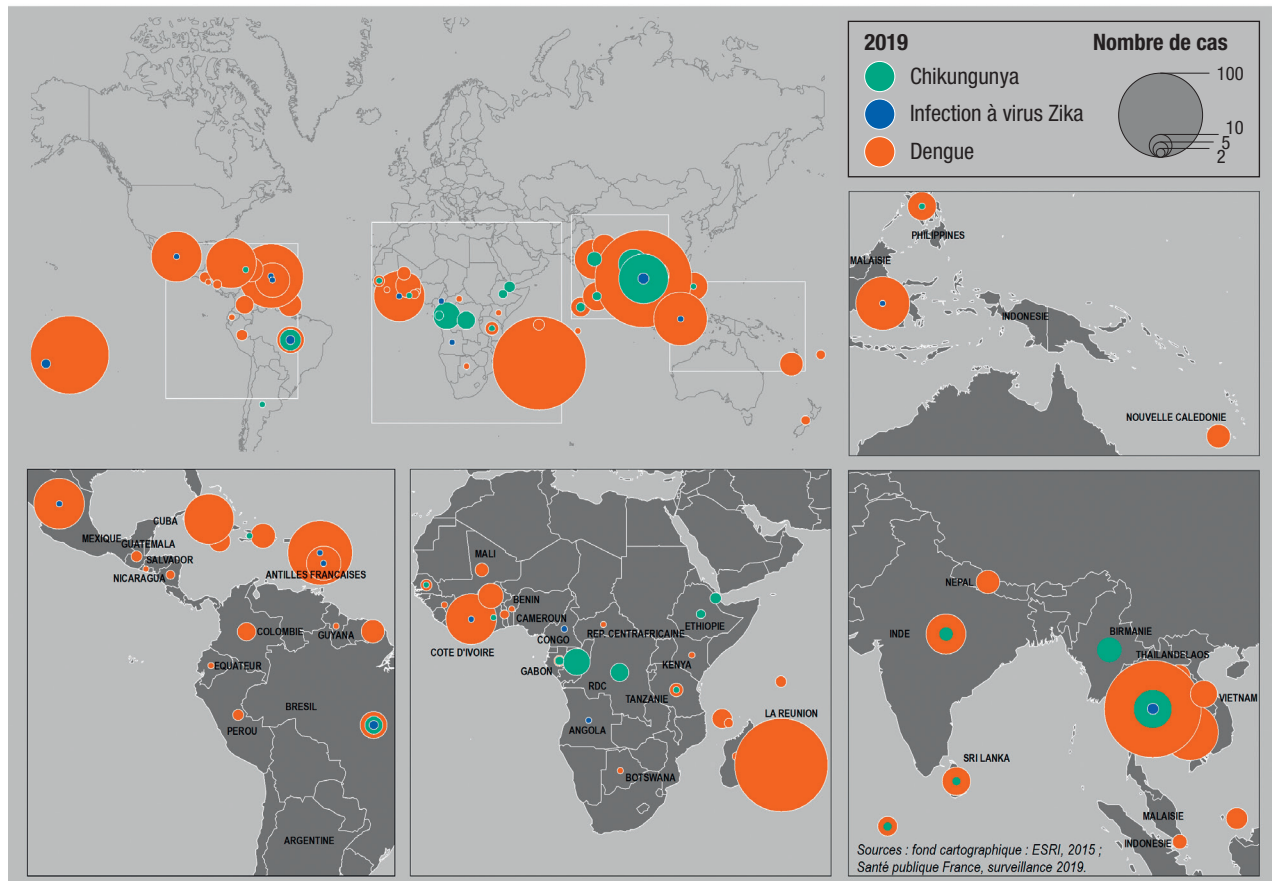 2019
Nombre de cas
Chikungunya
Infection à virus Zika
Dengue
100
10
5
2
PHILIPPINES
MALAISIE
INDONESIE
NOUVELLE CALEDONIE
CUBA
MEXIQUE
GUATEMALA
SALVADOR
NICARAGUA
ANTILLES FRANCAISES
COLOMBIE
GUYANA
EQUATEUR
BRESIL
PEROU
ARGENTINE
MALI
BENIN
CAMEROUN
REP. CENTRAFRICAINE
ETHIOPIE
CONGO
COTE D'IVOIRE
GABON
KENYA
RDC
TANZANIE
LA REUNION
ANGOLA
BOTSWANA
NEPAL
INDE
BIRMANIE
THAILANDELAOS
VIETNAM
SRI LANKA
MALAISIE
INDONESIE
Sources : fond cartographique : ESRI, 2015 ;
Santé publique France, surveillance 2019.